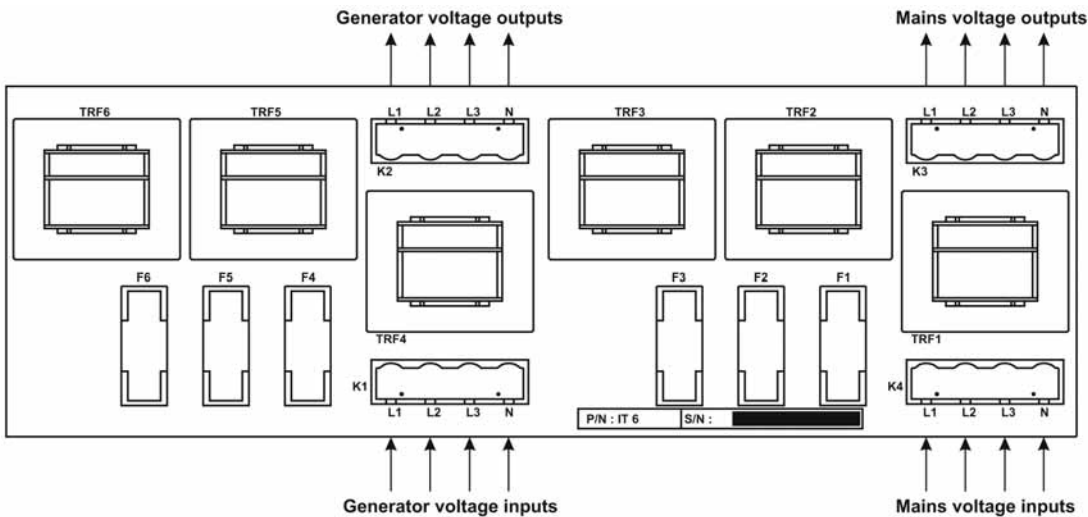 Generator voltage outputs
Mains voltage outputs
TRF6 TRF5 L1 L2 L3 N TRF3 TRF2 L1 L2 L3 N
K2 K3
F6 F5 F4 F3 F2 F1
TRF4 TRF1
K1 K4
L1 L2 L3 N L1 L2 L3 N
P/N : IT 6 S/N :
Generator voltage inputs
Mains voltage inputs